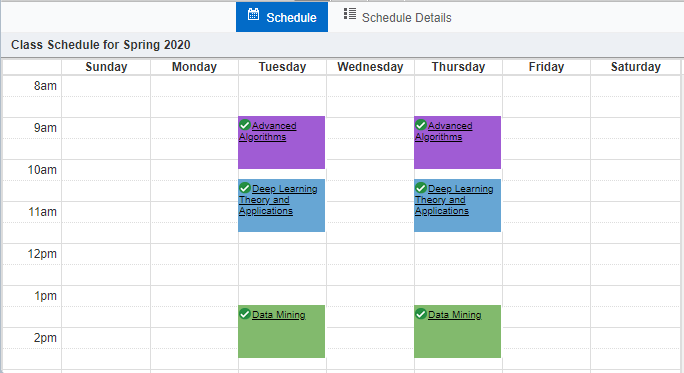 Schedule
Schedule Details
Class Schedule for Spring 2020
Sunday Monday Tuesday Wednesday Thursday Friday Saturday
8am
9am
Advanced
Algorithms
Advanced
Algorithms
10am
Deep Learning
Theory and
Applications
Deep Learning
Theory and
Applications
11am
12pm
1pm
Data Mining
Data Mining
2pm